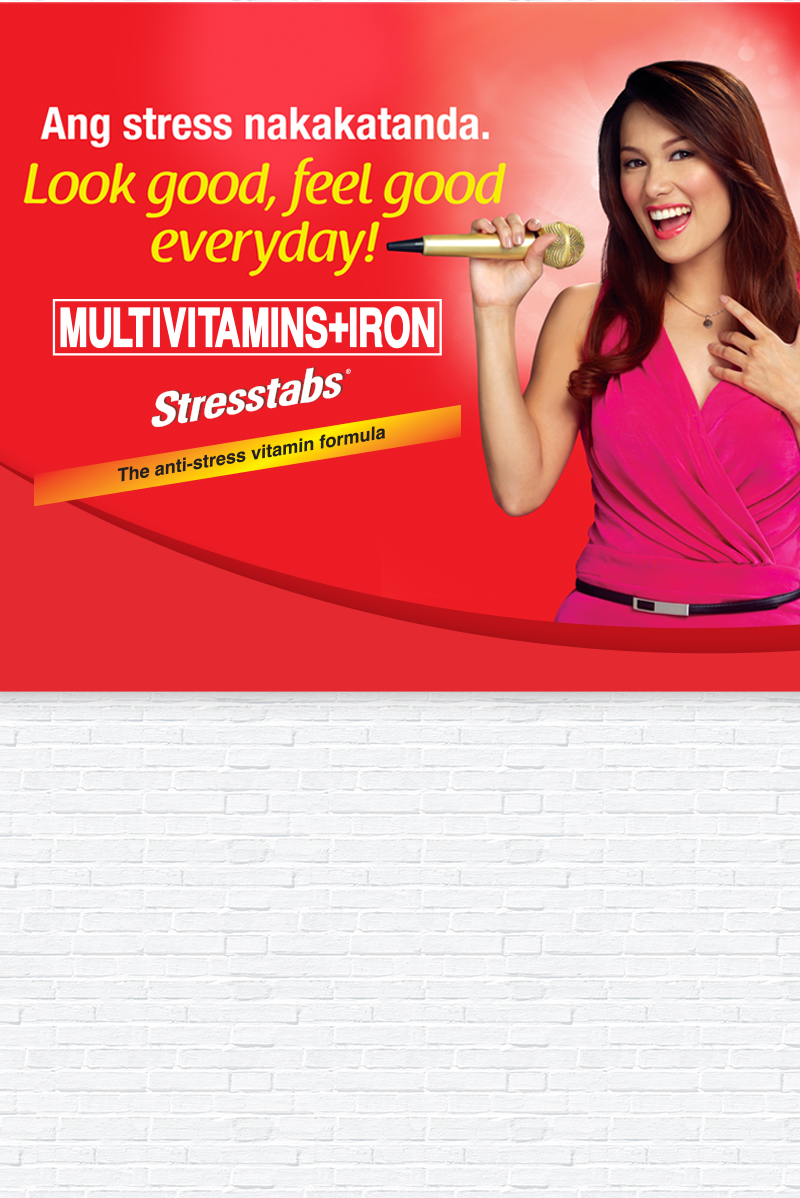 Ang stress nakakatanda.
Look good, feel good
everyday!
MULTIVITAMINS+IRON
Stresstabs®
The anti-stress vitamin formula